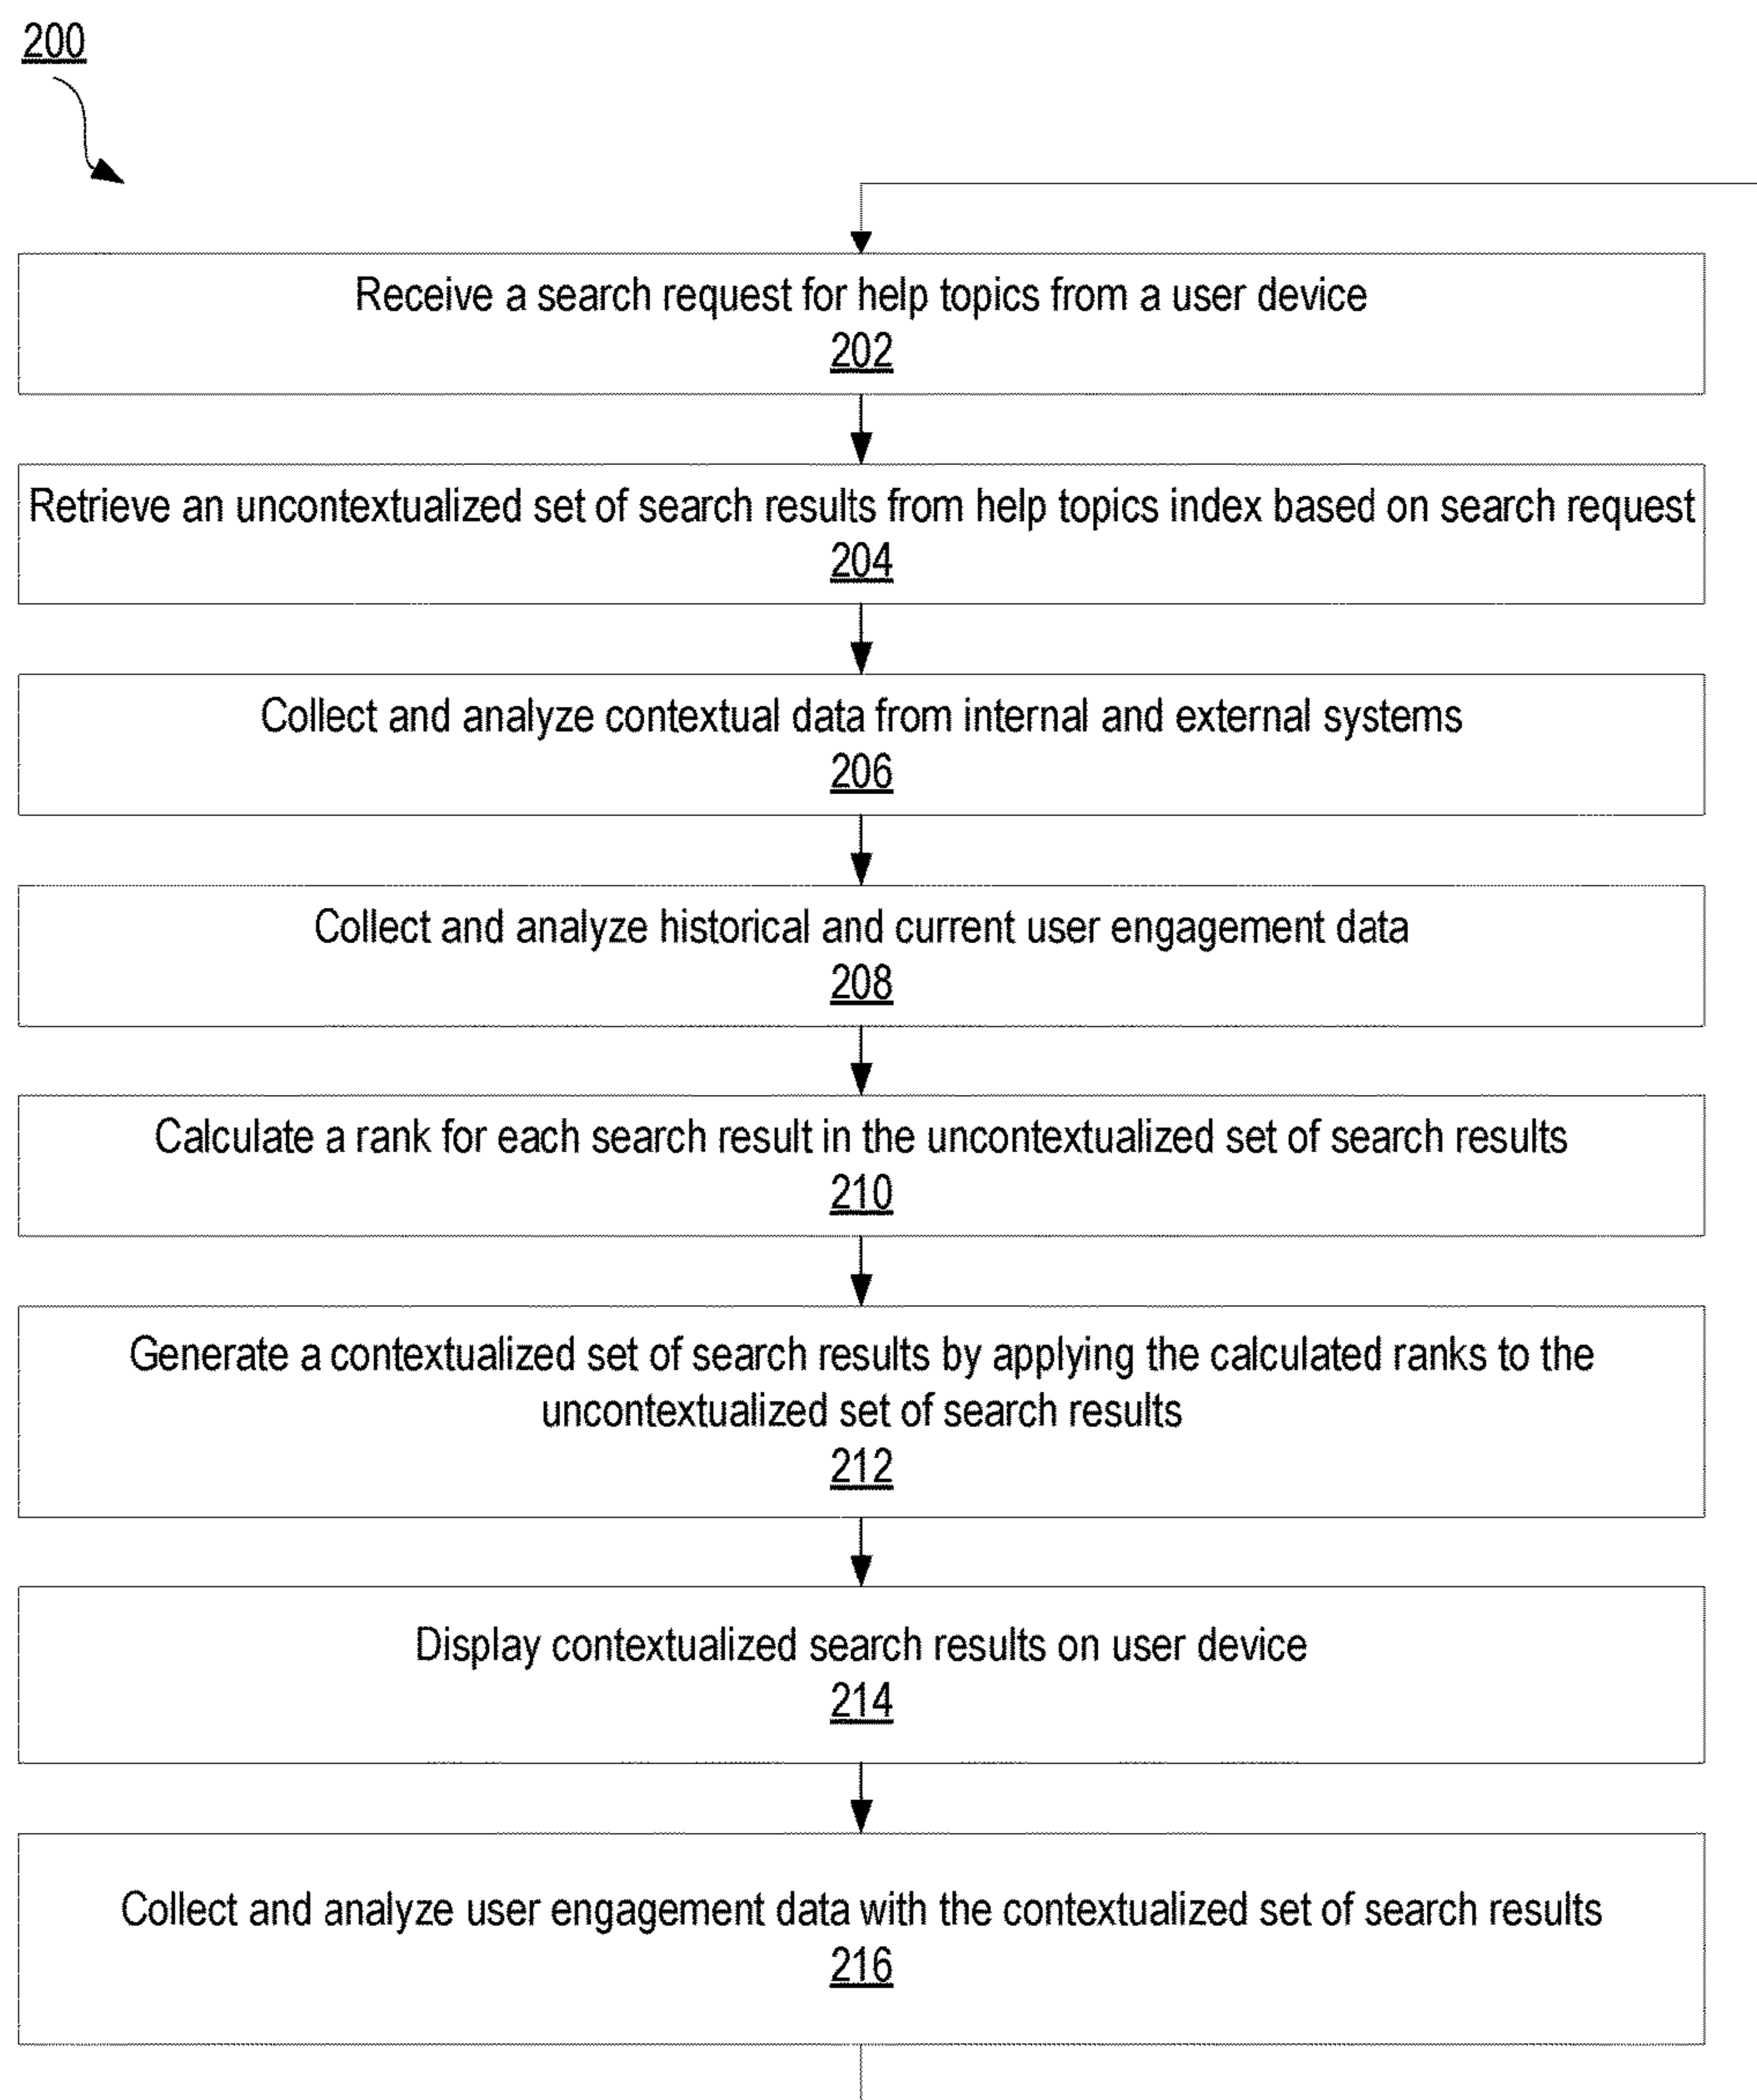 200
Receive a search request for help topics from a user device
202
Retrieve an uncontextualized set of search results from help topics index based on search request
204
Collect and analyze contextual data from internal and external systems
206
Collect and analyze historical and current user engagement data
208
Calculate a rank for each search result in the uncontextualized set of search results
210
Generate a contextualized set of search results by applying the calculated ranks to the
uncontextualized set of search results
212
Display contextualized search results on user device
214
Collect and analyze user engagement data with the contextualized set of search results
216